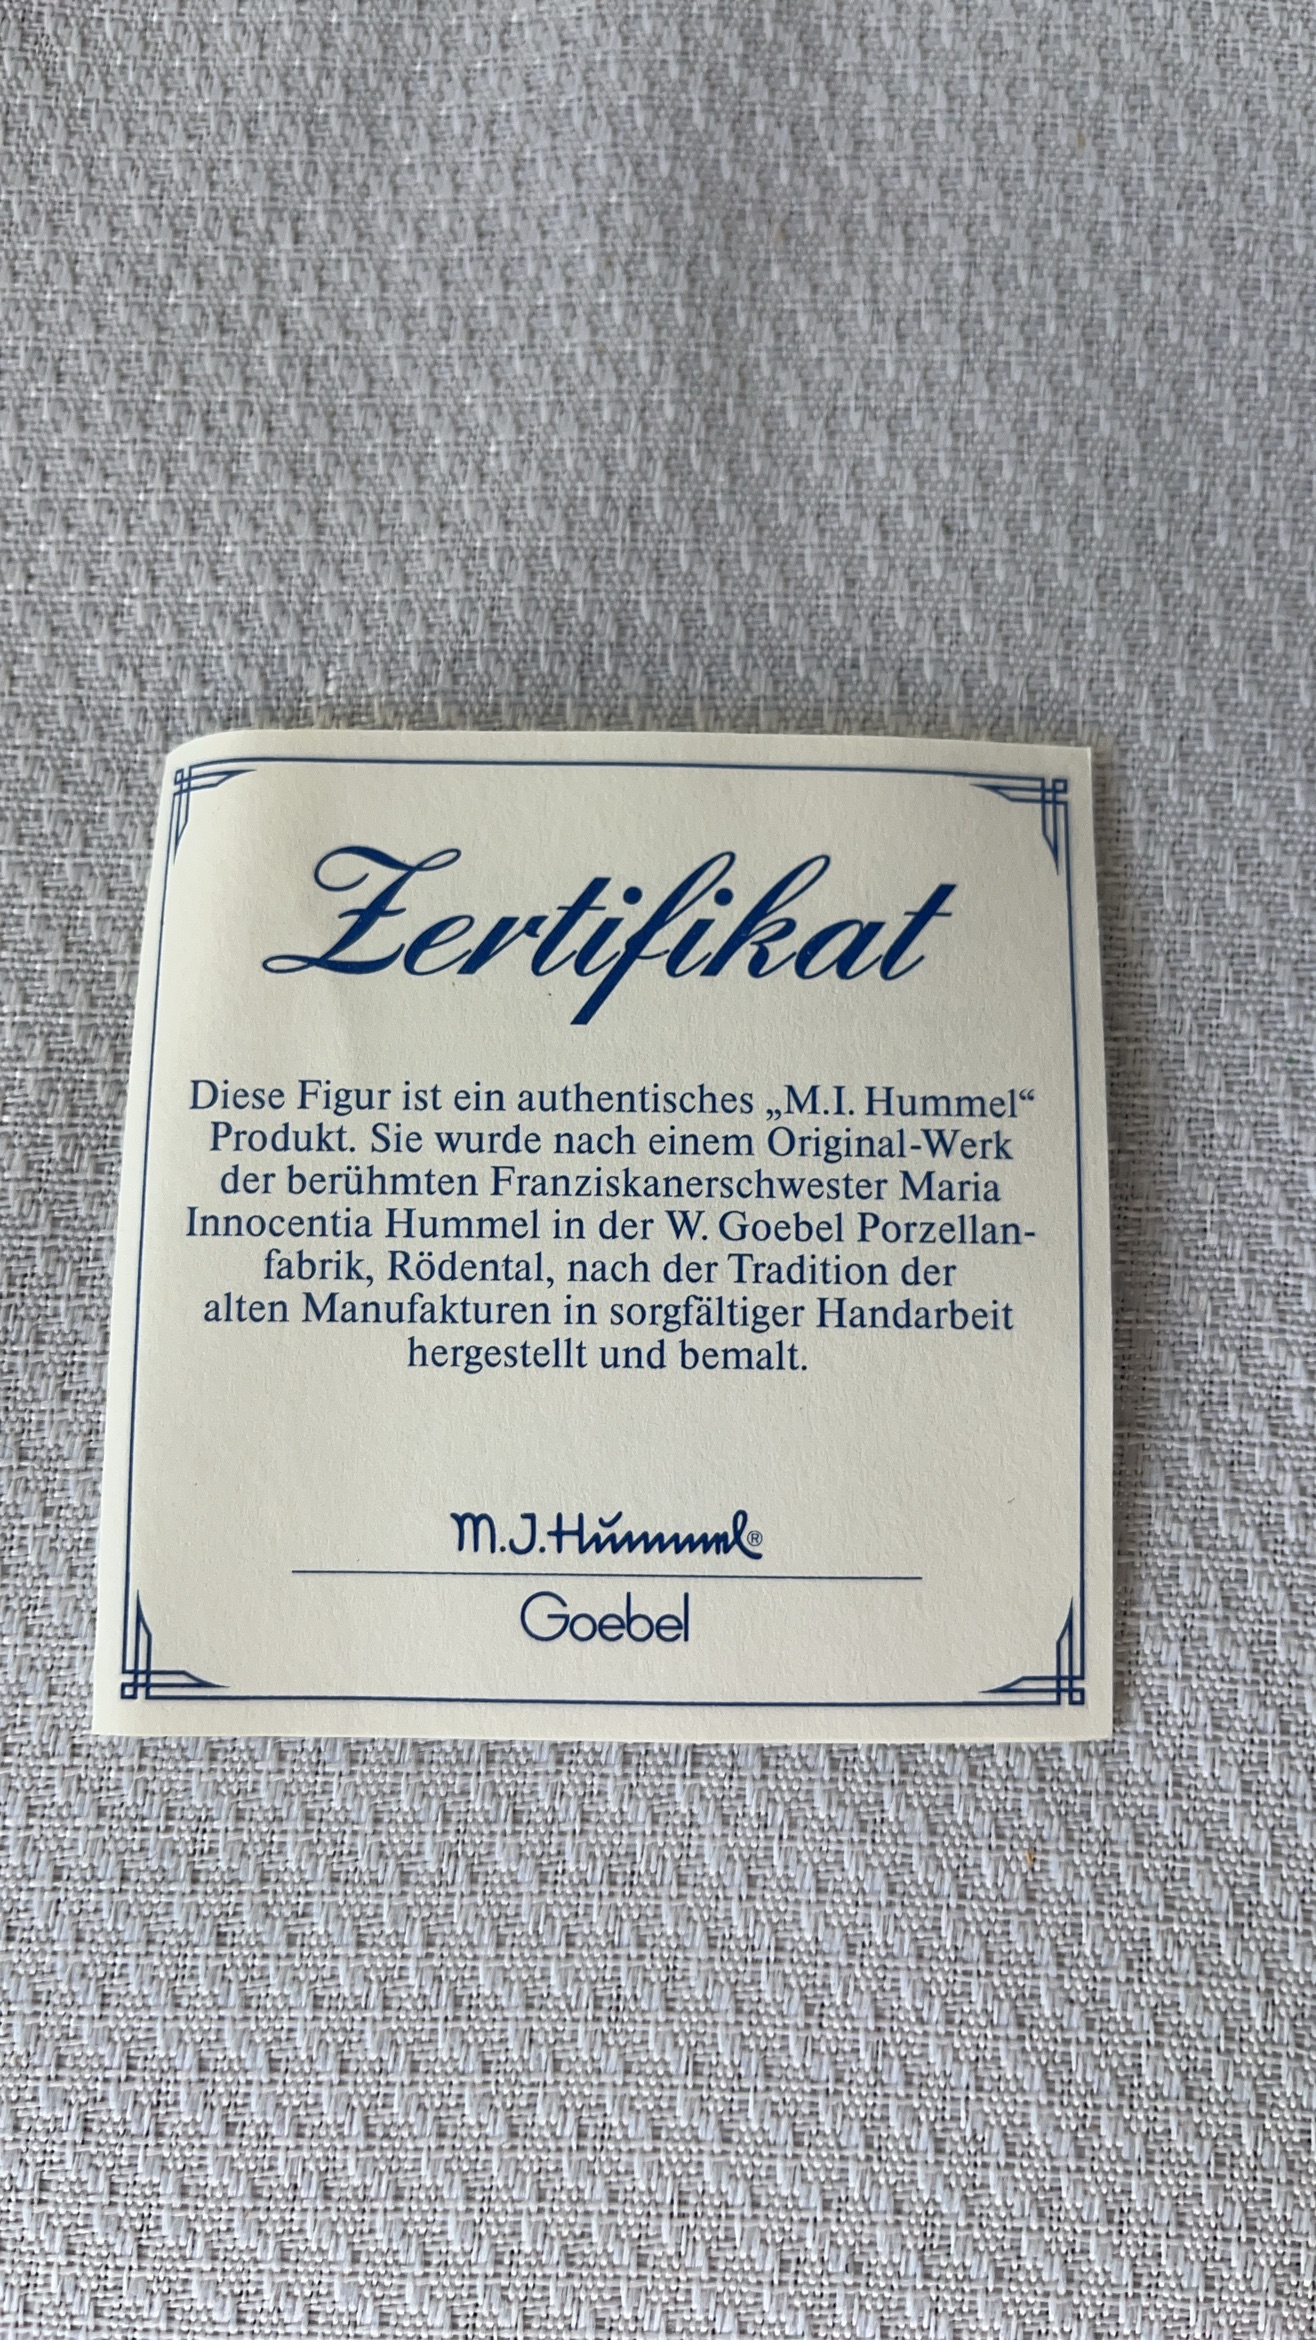 Zertifikat
Diese Figur ist ein authentisches „M.I. Hummel“
Produkt. Sie wurde nach einem Original-Werk
der berühmten Franziskanerschwester Maria
Innocentia Hummel in der W. Goebel Porzellan-
fabrik, Rödental, nach der Tradition der
alten Manufakturen in sorgfältiger Handarbeit
hergestellt und bemalt.
M.J.Hummel®
Goebel